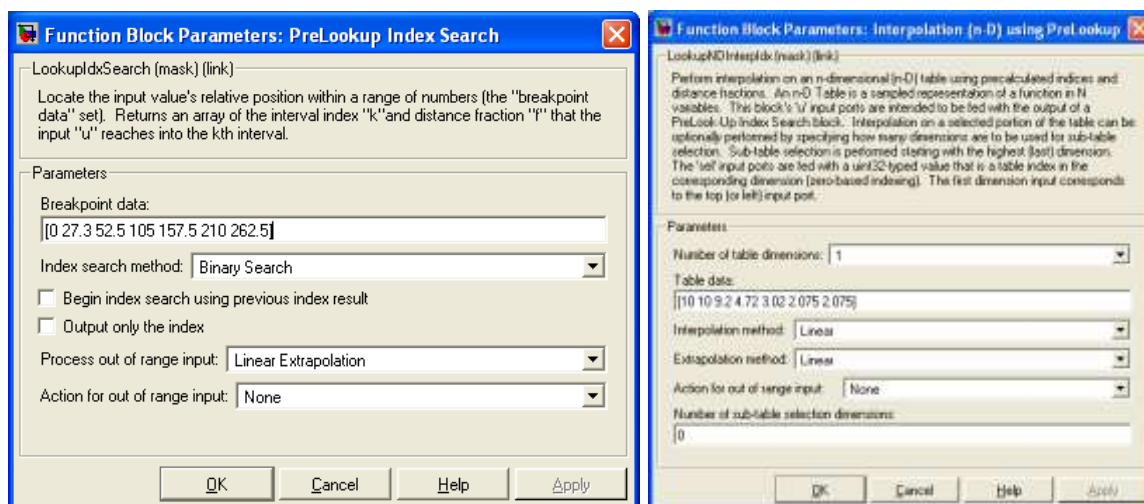 Function Block Parameters: PreLookup Index Search
LookupIdxSearch (mask) (link)
Locate the input value's relative position within a range of numbers (the "breakpoint
data" set). Returns an array of the interval index "k"and distance fraction "f" that the
input "u" reaches into the kth interval.
Parameters
Breakpoint data:
[0 27.3 52.5 105 157.5 210 262.5]
Index search method: Binary Search
Begin index search using previous index result
Output only the index
Process out of range input: Linear Extrapolation
Action for out of range input: None
OK Cancel Help Apply
Function Block Parameters: Interpolation (n-D) using PreLookup
LookupNDInterpIdx (mask) (link)
Perform interpolation on an n-dimensional (n-D) table using precalculated indices and
distance fractions. An n-D Table is a sampled representation of a function in N
variables. This block's 'u' input ports are intended to be fed with the output of a
PreLook-Up Index Search block. Interpolation on a selected portion of the table can be
optionally performed by specifying how many dimensions are to be used for sub-table
selection. Sub-table selection is performed starting with the highest (last) dimension.
The 'sel' input ports are fed with a uint32-typed value that is a table index in the
corresponding dimension (zero-based indexing). The first dimension input corresponds
to the top (or left) input port.
Parameters
Number of table dimensions: 1
Table data:
[10 10 9.2 4.72 3.02 2.075 2.075]
Interpolation method: Linear
Extrapolation method: Linear
Action for out of range input: None
Number of sub-table selection dimensions:
0
OK Cancel Help Apply